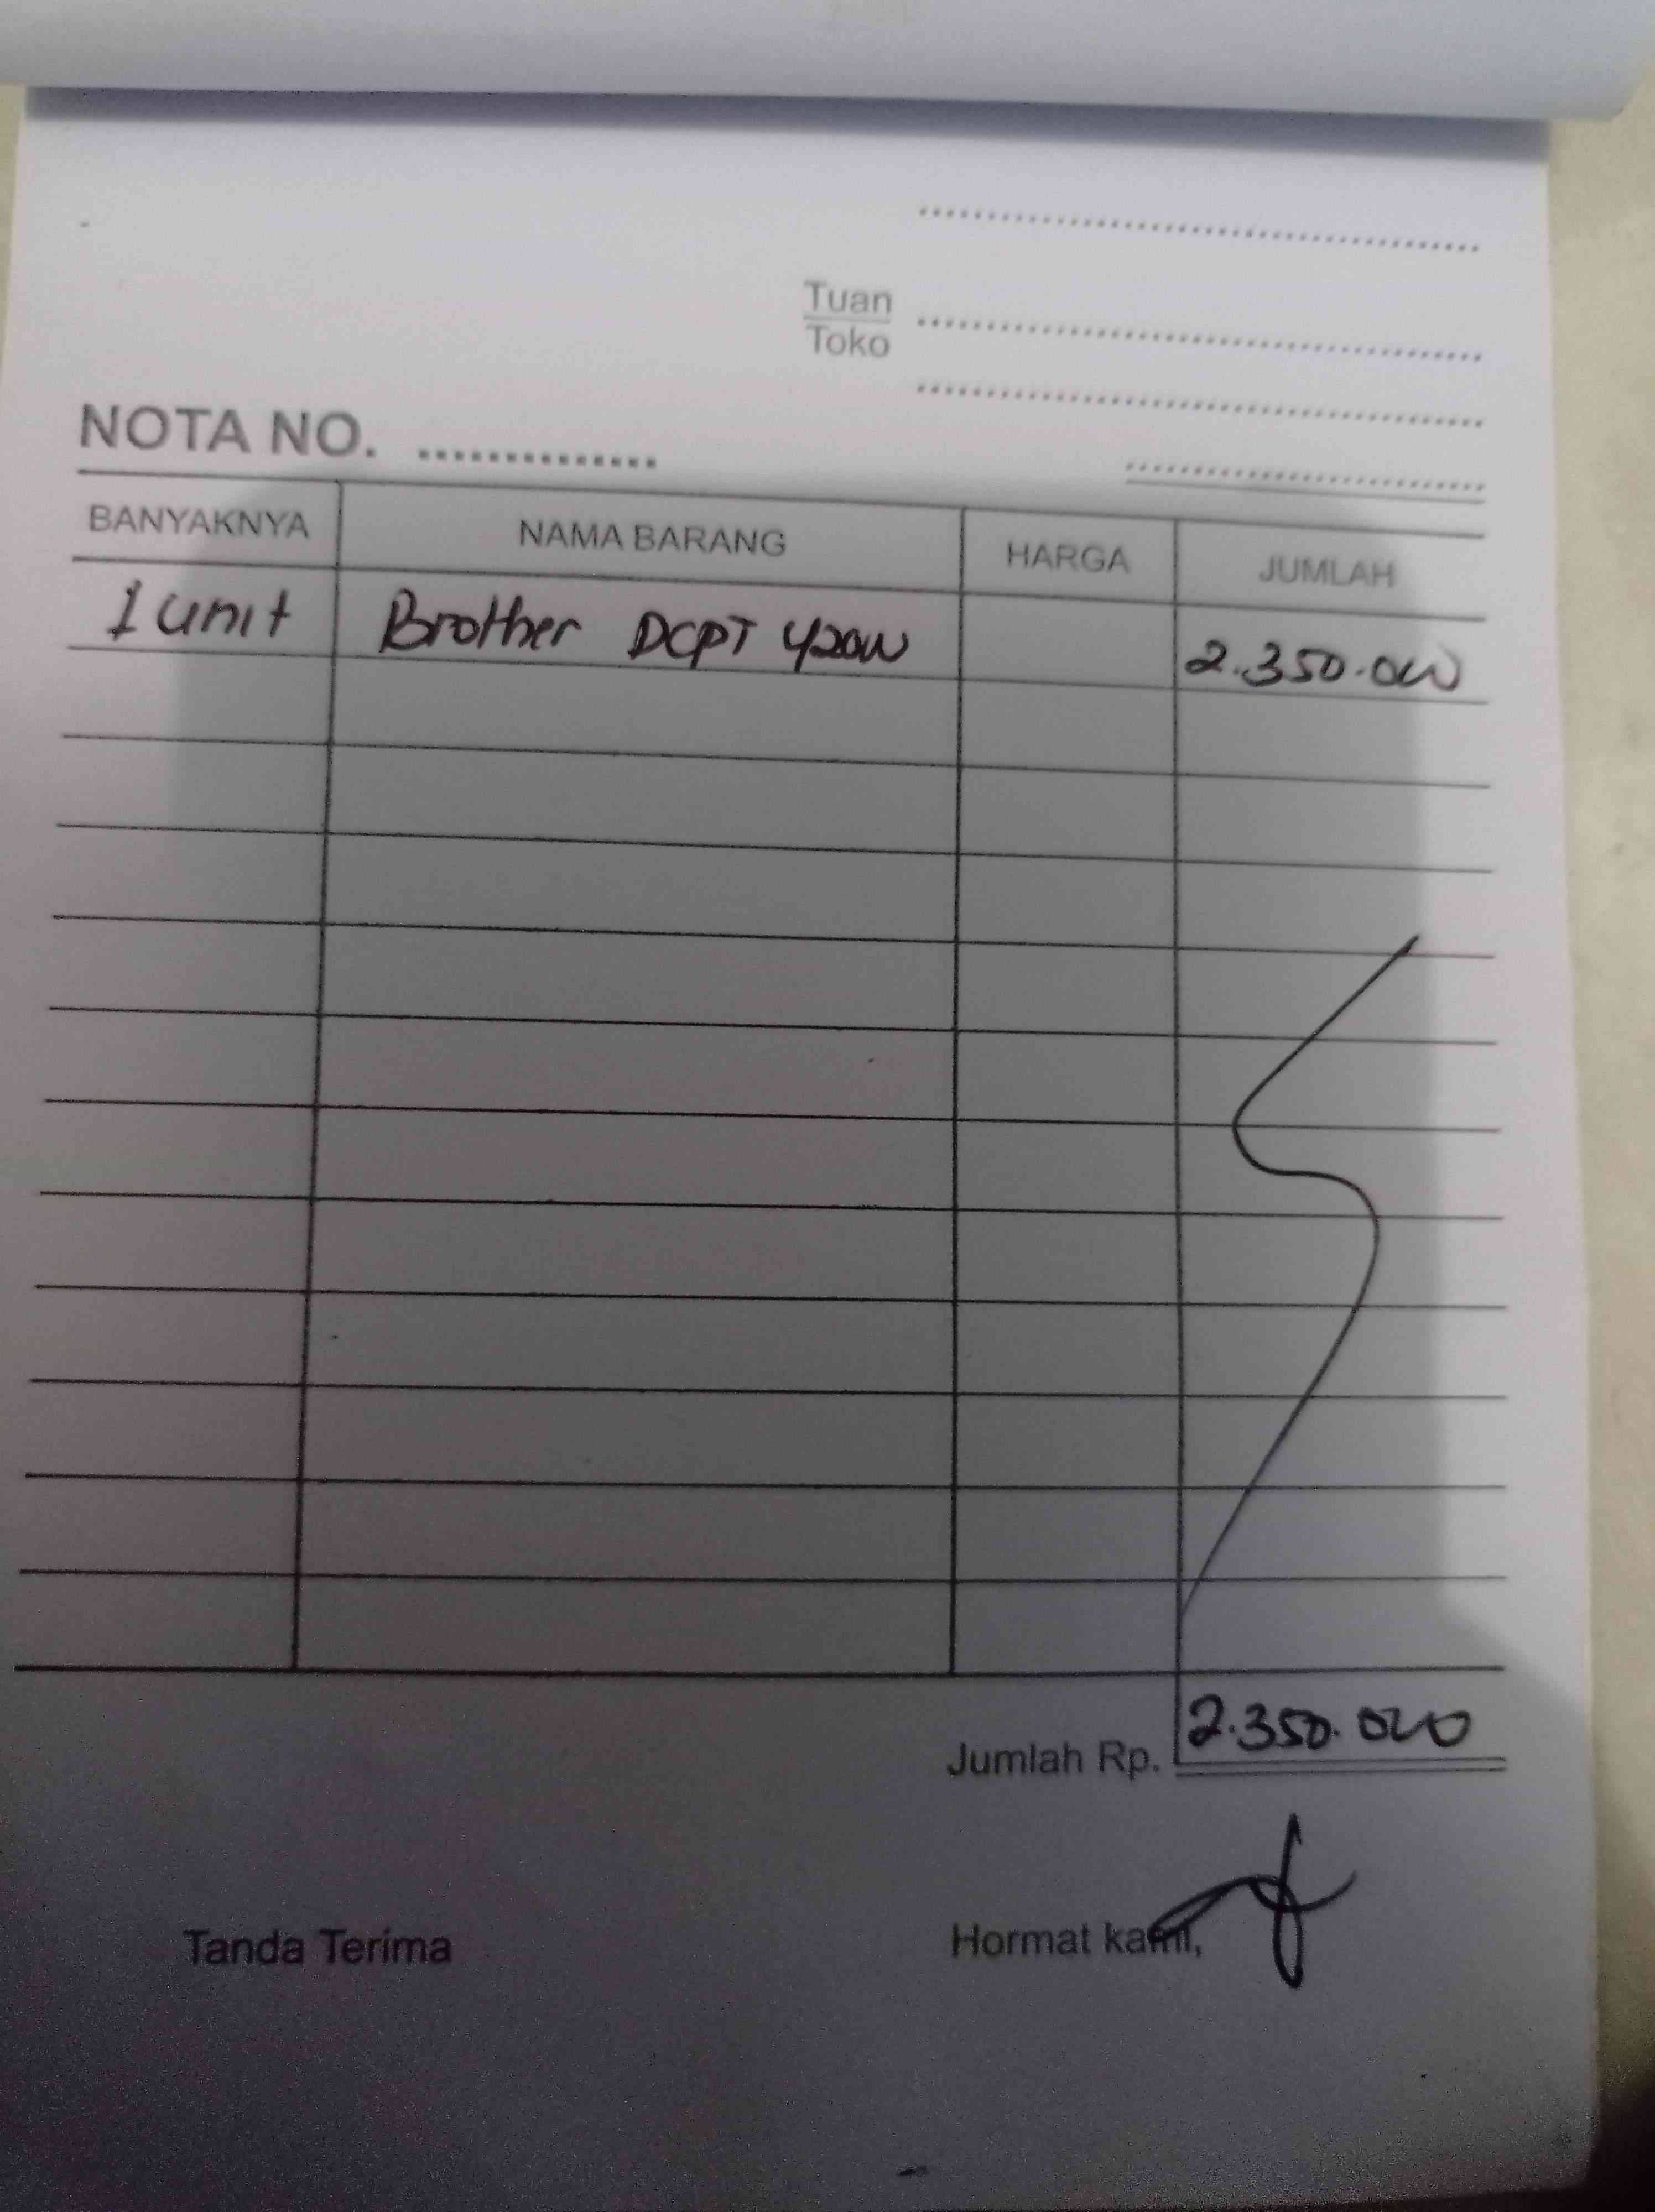 Tuan
Toko
NOTA NO. ..............
BANYAKNYA NAMA BARANG HARGA JUMLAH
1 unit Brother DCPT 420W 2.350.000
Jumlah Rp. 2.350.000
Tanda Terima Hormat kami,